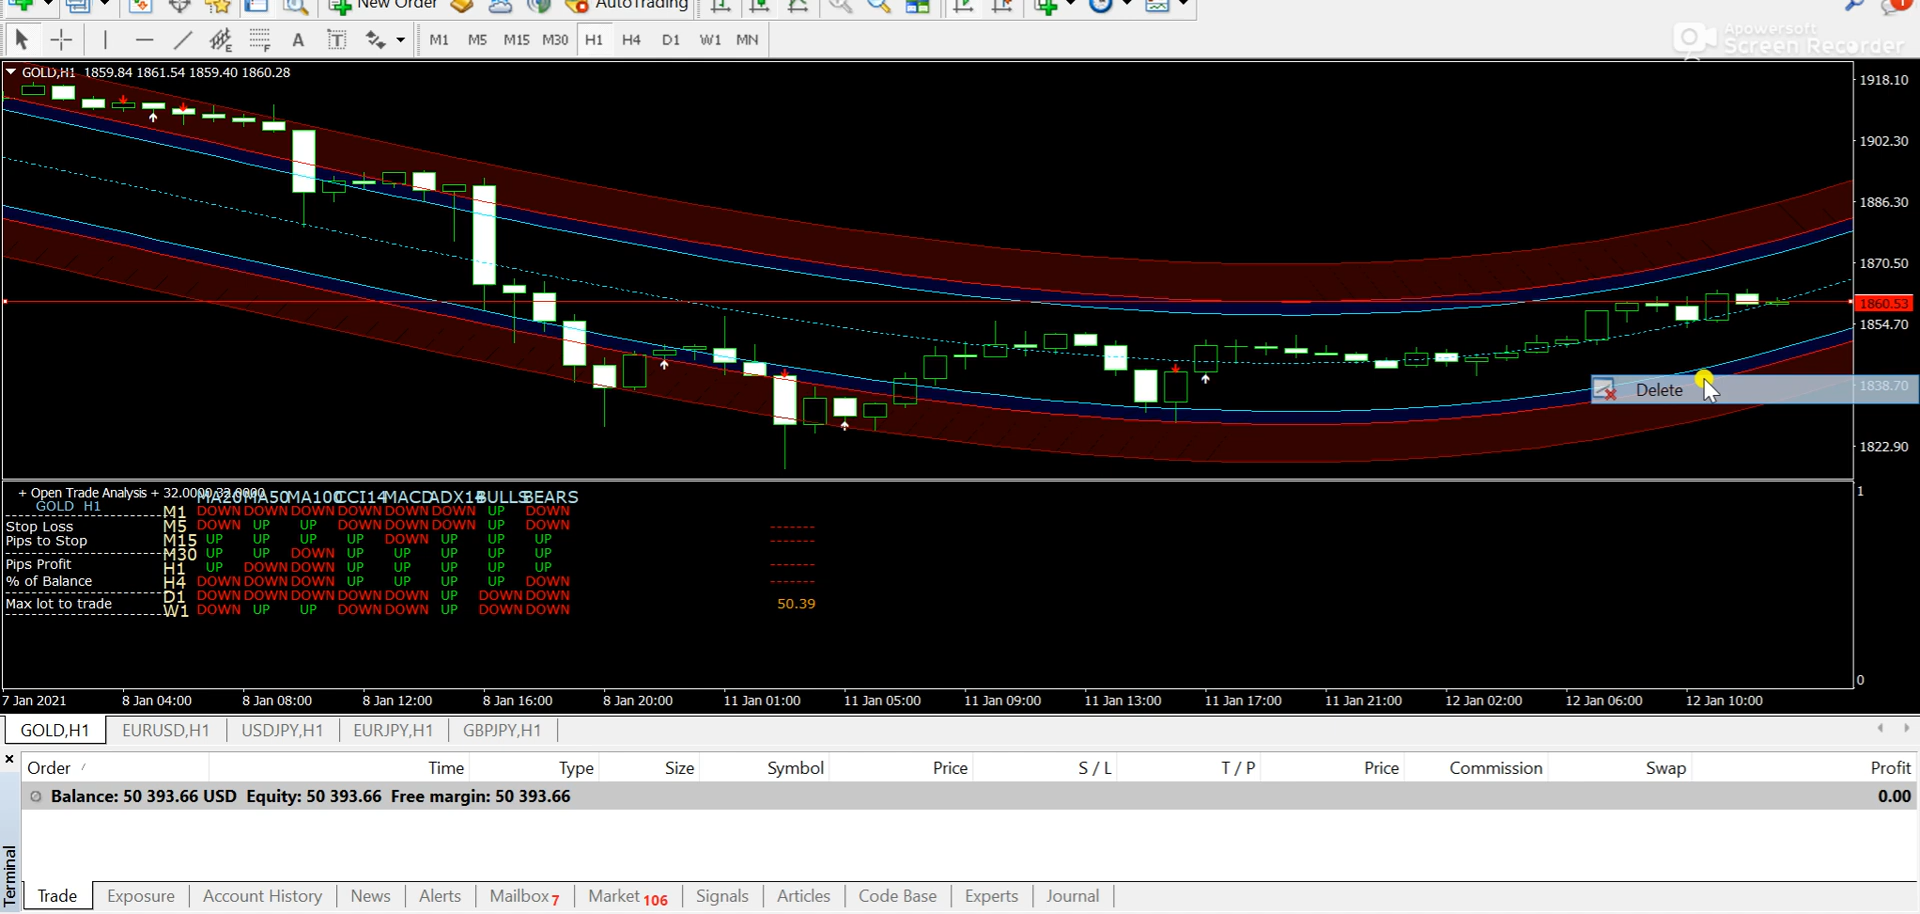 New Order AutoTrading
A T M1 M5 M15 M30 H1 H4 D1 W1 MN
Apowersoft
Screen Recorder
GOLD,H1 1859.84 1861.54 1859.40 1860.28
1918.10
1902.30
1886.30
1870.50
1860.53
1854.70
Delete
1838.70
1822.90
+ Open Trade Analysis + 32.0000 32.0000
GOLD H1
MA20 MA50 MA100 CCI14 MACD ADX14 BULLS BEARS
M1 DOWN DOWN DOWN DOWN DOWN DOWN UP DOWN
Stop Loss M5 DOWN UP UP DOWN DOWN DOWN UP DOWN -------
Pips to Stop M15 UP UP UP UP DOWN UP UP UP -------
M30 UP UP DOWN UP UP UP UP UP
Pips Profit H1 UP DOWN DOWN UP UP UP UP UP -------
% of Balance H4 DOWN DOWN DOWN UP UP UP UP DOWN -------
D1 DOWN DOWN DOWN DOWN DOWN UP DOWN DOWN
Max lot to trade W1 DOWN UP UP DOWN DOWN UP DOWN DOWN 50.39
1
0
7 Jan 2021 8 Jan 04:00 8 Jan 08:00 8 Jan 12:00 8 Jan 16:00 8 Jan 20:00 11 Jan 01:00 11 Jan 05:00 11 Jan 09:00 11 Jan 13:00 11 Jan 17:00 11 Jan 21:00 12 Jan 02:00 12 Jan 06:00 12 Jan 10:00
GOLD,H1 EURUSD,H1 USDJPY,H1 EURJPY,H1 GBPJPY,H1
Order / Time Type Size Symbol Price S / L T / P Price Commission Swap Profit
Balance: 50 393.66 USD Equity: 50 393.66 Free margin: 50 393.66 0.00
Terminal
Trade Exposure Account History News Alerts Mailbox 7 Market 106 Signals Articles Code Base Experts Journal